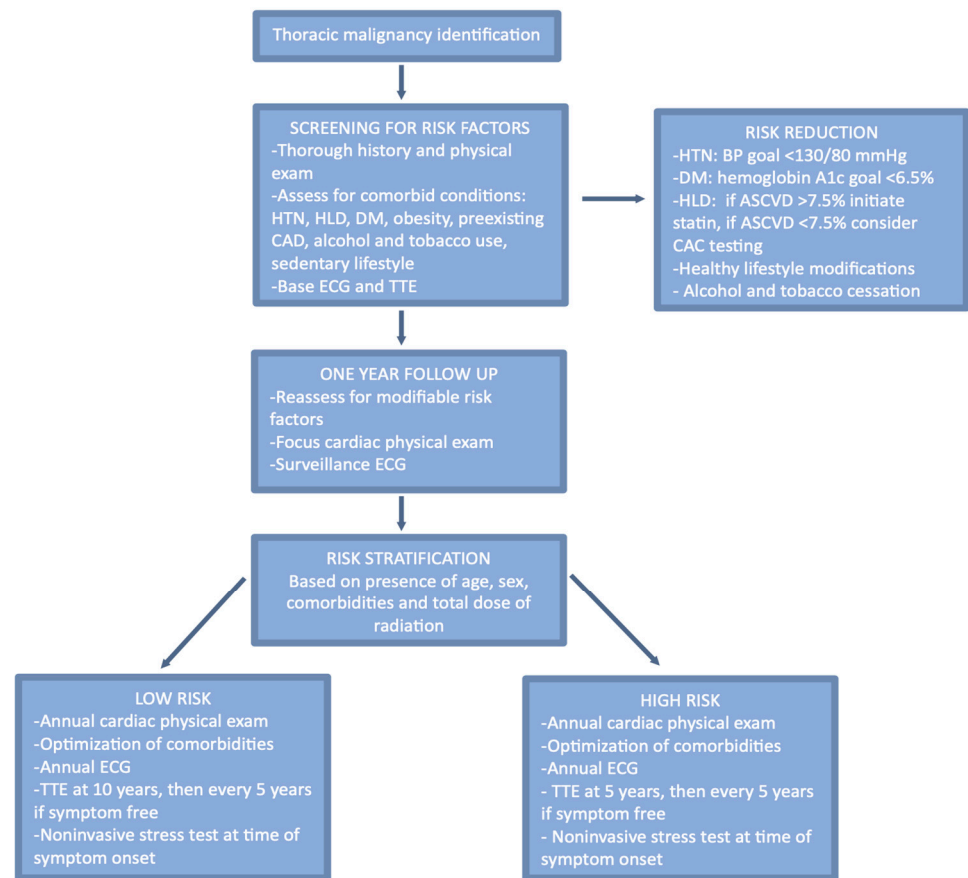 Thoracic malignancy identification
SCREENING FOR RISK FACTORS
-Thorough history and physical
exam
-Assess for comorbid conditions:
HTN, HLD, DM, obesity, preexisting
CAD, alcohol and tobacco use,
sedentary lifestyle
-Base ECG and TTE
RISK REDUCTION
-HTN: BP goal <130/80 mmHg
-DM: hemoglobin A1c goal <6.5%
-HLD:  if ASCVD >7.5% initiate
statin, if ASCVD <7.5% consider
CAC testing
-Healthy lifestyle modifications
- Alcohol and tobacco cessation
ONE YEAR FOLLOW UP
-Reassess for modifiable risk
factors
-Focus cardiac physical exam
-Surveillance ECG
RISK STRATIFICATION
Based on presence of age, sex,
comorbidities and total dose of
radiation
LOW RISK
-Annual cardiac physical exam
-Optimization of comorbidities
-Annual ECG
-TTE at 10 years, then every 5 years
if symptom free
-Noninvasive stress test at time of
symptom onset
HIGH RISK
-Annual cardiac physical exam
-Optimization of comorbidities
-Annual ECG
- TTE at 5 years, then every 5 years
if symptom free
- Noninvasive stress test at time of
symptom onset